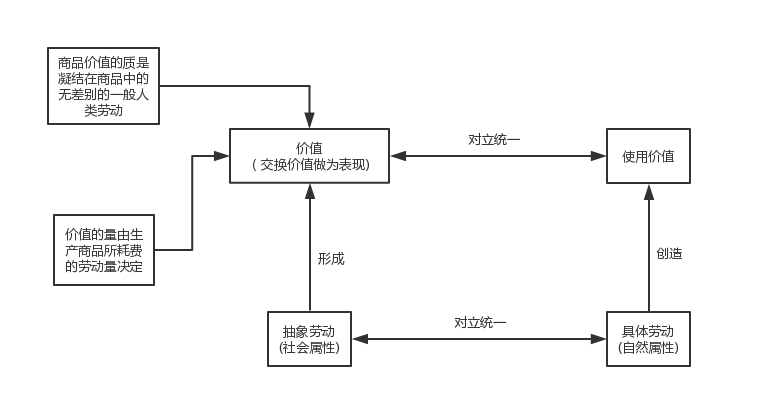 商品价值的质是
凝结在商品中的
无差别的一般人
类劳动
价值
( 交换价值做为表现)
对立统一
使用价值
价值的量由生
产商品所耗费
的劳动量决定
形成
创造
抽象劳动
(社会属性)
对立统一
具体劳动
(自然属性)